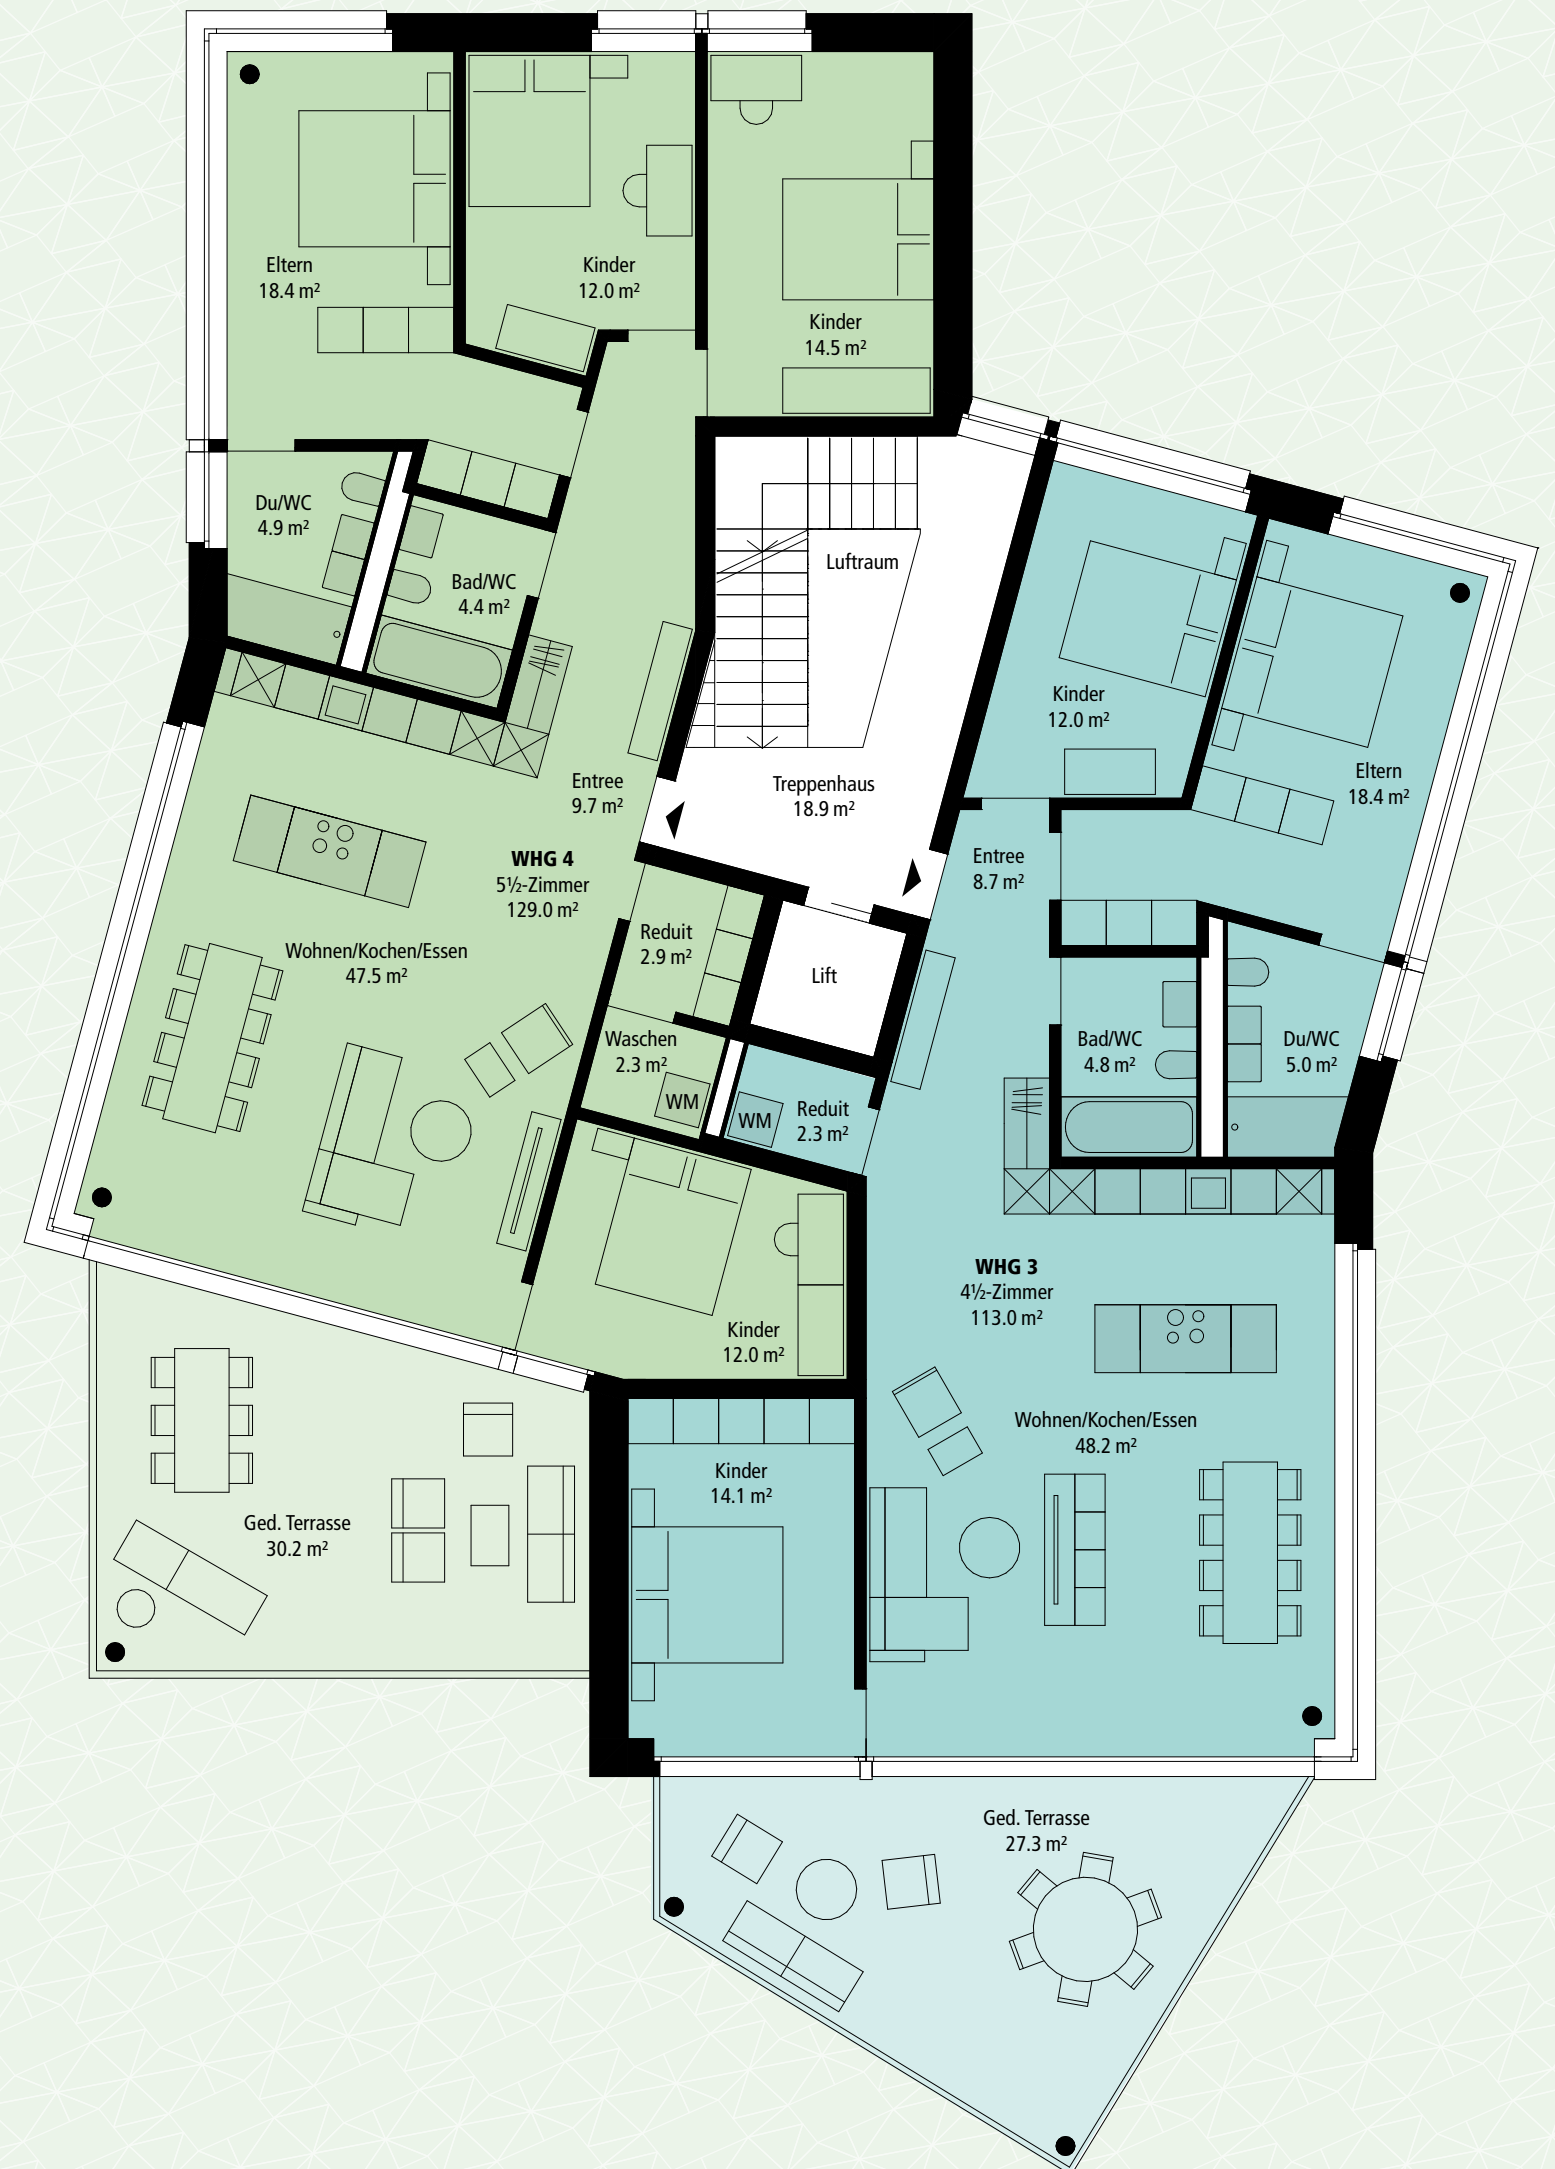 Eltern
18.4 m²
Kinder
12.0 m²
Kinder
14.5 m²
Du/WC
4.9 m²
Bad/WC
4.4 m²
Luftraum
Entree
9.7 m²
Treppenhaus
18.9 m²
Kinder
12.0 m²
Eltern
18.4 m²
WHG 4
5½-Zimmer
129.0 m²
Entree
8.7 m²
Wohnen/Kochen/Essen
47.5 m²
Reduit
2.9 m²
Lift
Waschen
2.3 m²
WM
WM
Reduit
2.3 m²
Bad/WC
4.8 m²
Du/WC
5.0 m²
WHG 3
4½-Zimmer
113.0 m²
Kinder
12.0 m²
Wohnen/Kochen/Essen
48.2 m²
Kinder
14.1 m²
Ged. Terrasse
30.2 m²
Ged. Terrasse
27.3 m²